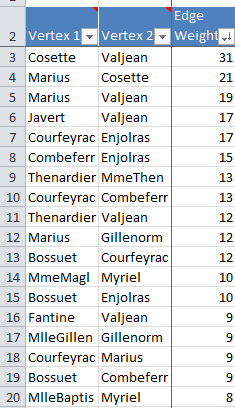 Edge
2 Vertex 1 Vertex 2 Weight
3 Cosette Valjean 31
4 Marius Cosette 21
5 Marius Valjean 19
6 Javert Valjean 17
7 Courfeyrac Enjolras 17
8 Combeferr Enjolras 15
9 Thenardier MmeThen 13
10 Courfeyrac Combeferr 13
11 Thenardier Valjean 12
12 Marius Gillenorm 12
13 Bossuet Courfeyrac 12
14 MmeMagl Myriel 10
15 Bossuet Enjolras 10
16 Fantine Valjean 9
17 MlleGillen Gillenorm 9
18 Courfeyrac Marius 9
19 Bossuet Combeferr 9
20 MlleBaptis Myriel 8